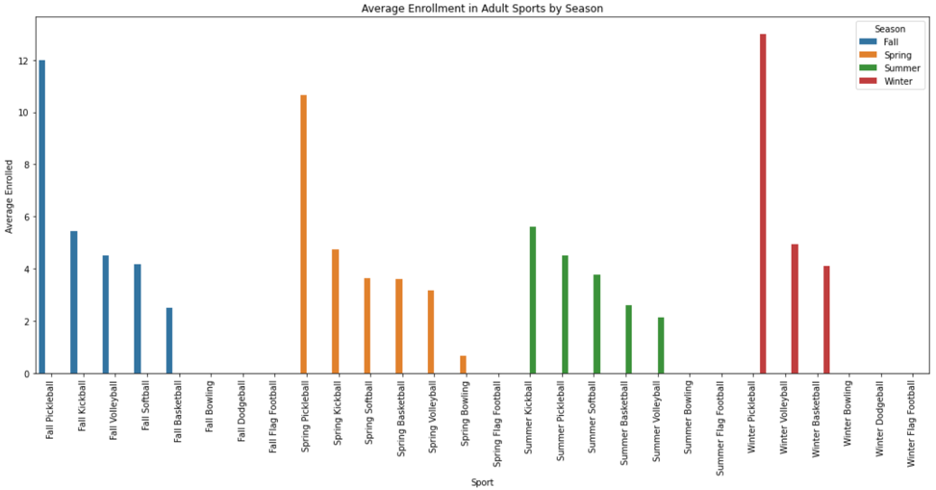 Average Enrollment in Adult Sports by Season
Season
Fall
Spring
Summer
Winter
Average Enrolled
12
10
8
6
4
2
0
Fall Pickleball
Fall Kickball
Fall Volleyball
Fall Softball
Fall Basketball
Fall Bowling
Fall Dodgeball
Fall Flag Football
Spring Pickleball
Spring Kickball
Spring Softball
Spring Basketball
Spring Volleyball
Spring Bowling
Spring Flag Football
Summer Kickball
Summer Pickleball
Summer Softball
Summer Basketball
Summer Volleyball
Summer Bowling
Summer Flag Football
Winter Pickleball
Winter Volleyball
Winter Basketball
Winter Bowling
Winter Dodgeball
Winter Flag Football
Sport